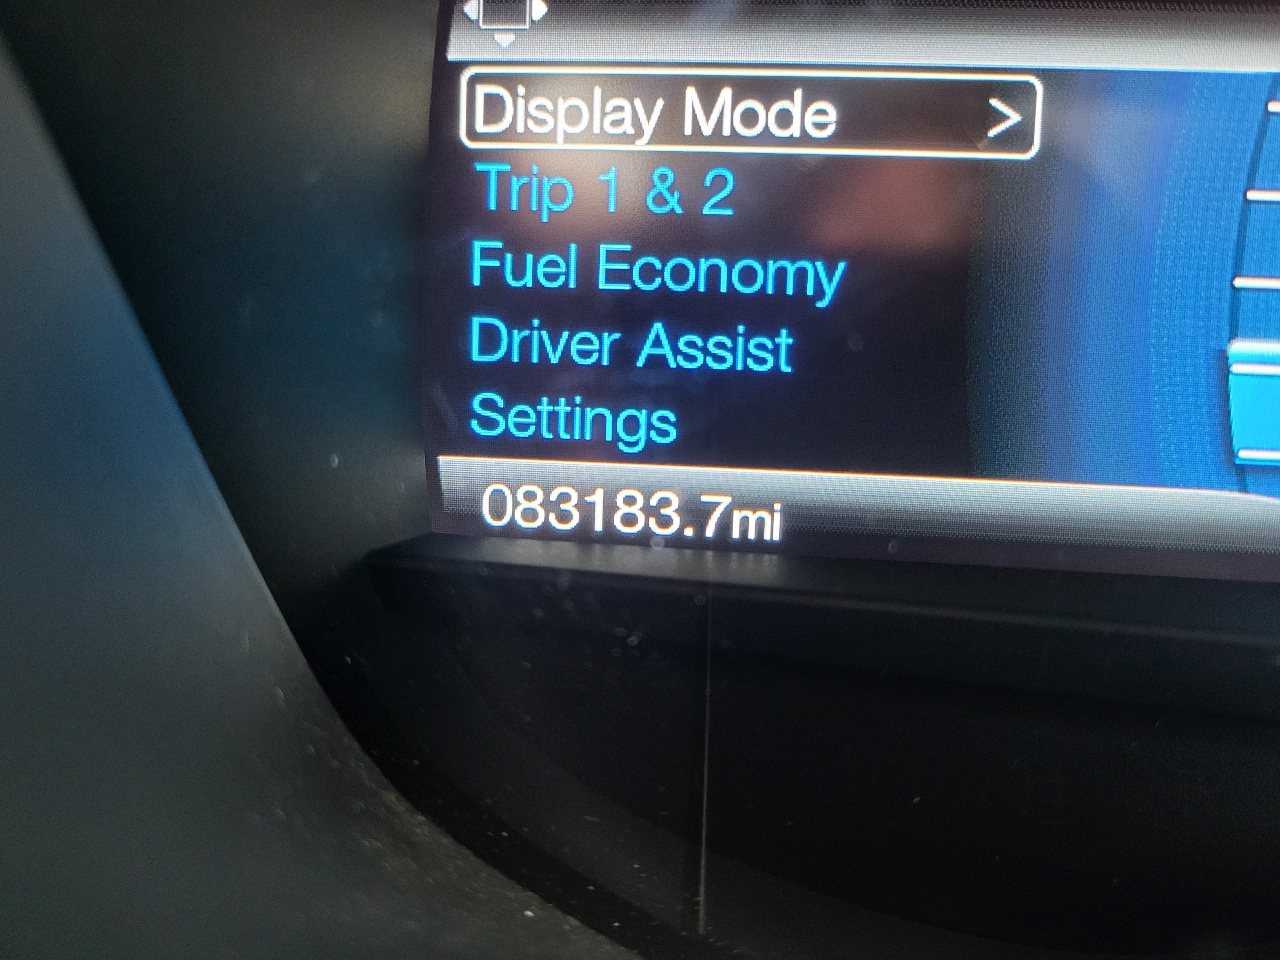 Display Mode >
Trip 1 & 2
Fuel Economy
Driver Assist
Settings
083183.7mi